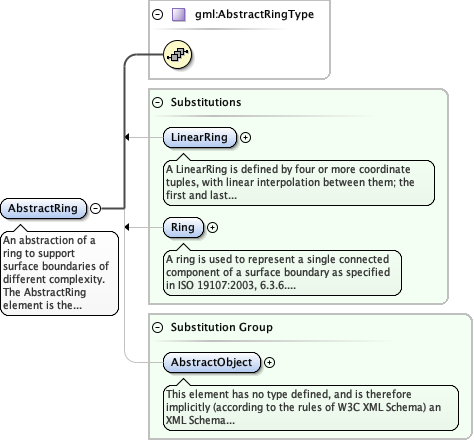 gml:AbstractRingType
Substitutions
LinearRing
A LinearRing is defined by four or more coordinate
tuples, with linear interpolation between them; the
first and last...
AbstractRing
An abstraction of a
ring to support
surface boundaries of
different complexity.
The AbstractRing
element is the...
Ring
A ring is used to represent a single connected
component of a surface boundary as specified
in ISO 19107:2003, 6.3.6....
Substitution Group
AbstractObject
This element has no type defined, and is therefore
implicitly (according to the rules of W3C XML Schema) an
XML Schema...